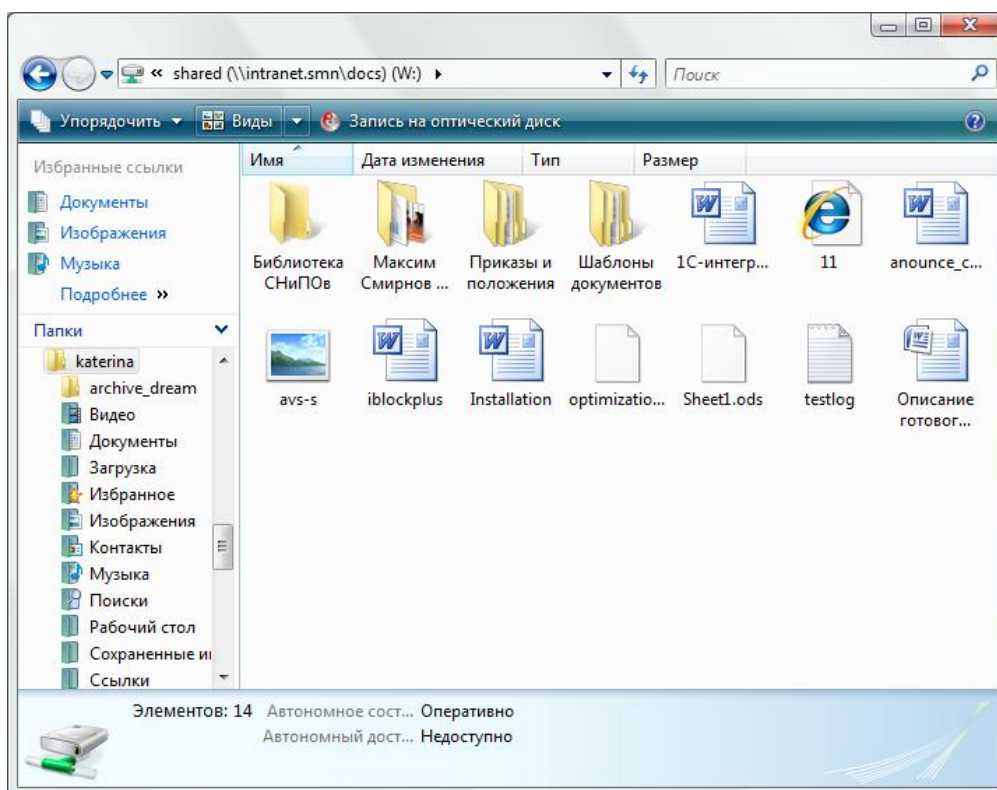 « shared (\\intranet.smn\docs) (W:)
Поиск
Упорядочить Виды Запись на оптический диск
Избранные ссылки
Документы
Изображения
Музыка
Подробнее »
Папки
katerina
archive_dream
Видео
Документы
Загрузка
Избранное
Изображения
Контакты
Музыка
Поиски
Рабочий стол
Сохраненные
Ссылки
Имя Дата изменения Тип Размер
Библиотека
СНиПОв
Максим
Смирнов ...
Приказы и
положения
Шаблоны
документов
1С-интегр...
11
anounce_c...
avs-s
iblockplus
Installation
optimizatio...
Sheet1.ods
testlog
Описание
готовог...
Элементов: 14 Автономное сост... Оперативно
Автономный дост... Недоступно